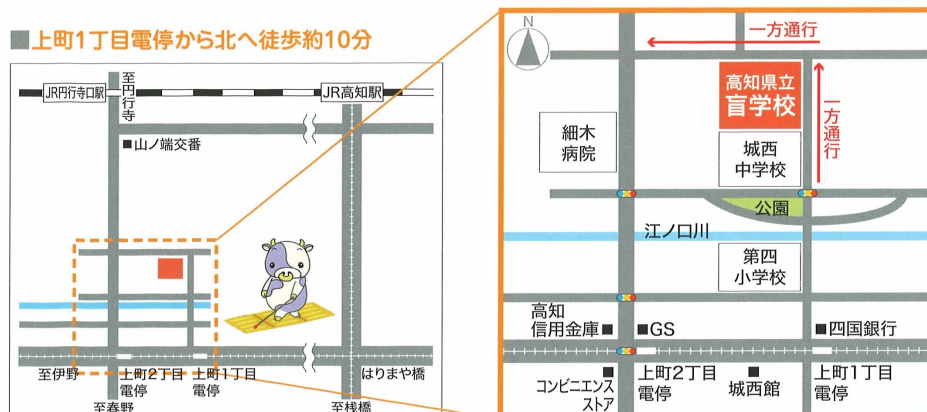 ■上町1丁目電停から北へ徒歩約10分
JR円行寺口駅
至円行寺
JR高知駅
■山ノ端交番
至伊野
上町2丁目
電停
上町1丁目
電停
はりまや橋
至春野
至桟橋
N
一方通行
高知県立
盲学校
一方通行
細木
病院
城西
中学校
公園
江ノ口川
第四
小学校
高知
信用金庫■
■GS
■四国銀行
コンビニエンス
ストア
上町2丁目
電停
城西館
上町1丁目
電停